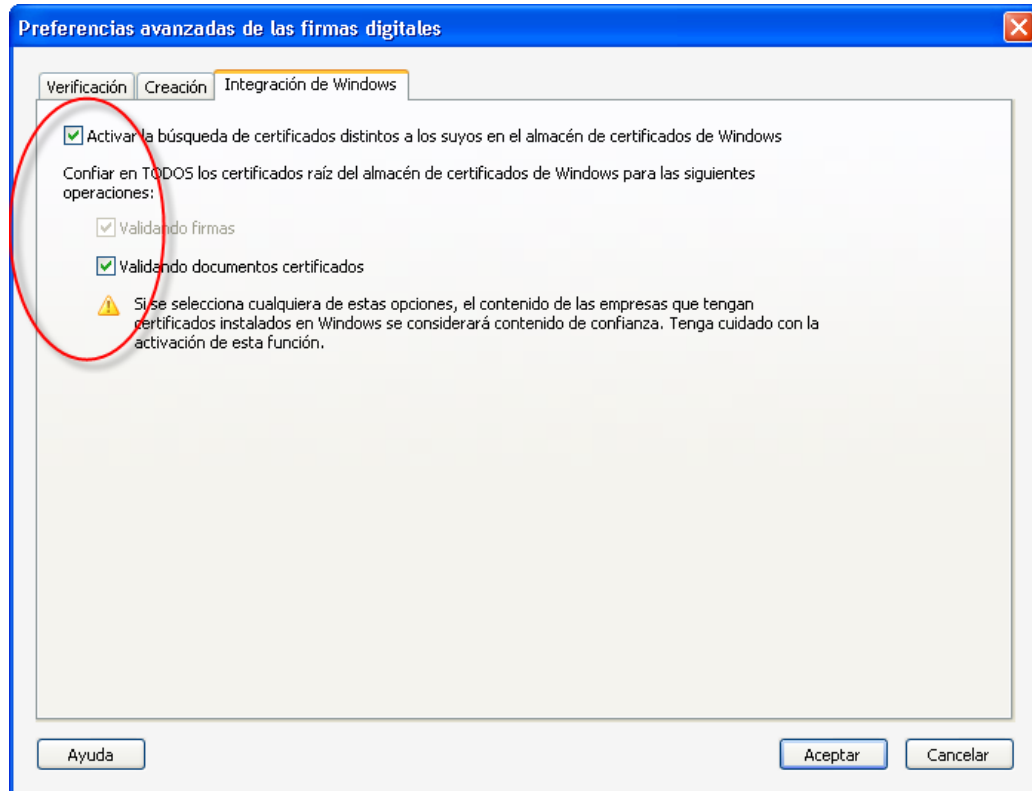 Preferencias avanzadas de las firmas digitales
Verificación
Creación
Integración de Windows
Activar la búsqueda de certificados distintos a los suyos en el almacén de certificados de Windows
Confiar en TODOS los certificados raíz del almacén de certificados de Windows para las siguientes
operaciones:
Validando firmas
Validando documentos certificados
Si se selecciona cualquiera de estas opciones, el contenido de las empresas que tengan
certificados instalados en Windows se considerará contenido de confianza. Tenga cuidado con la
activación de esta función.
Ayuda
Aceptar
Cancelar